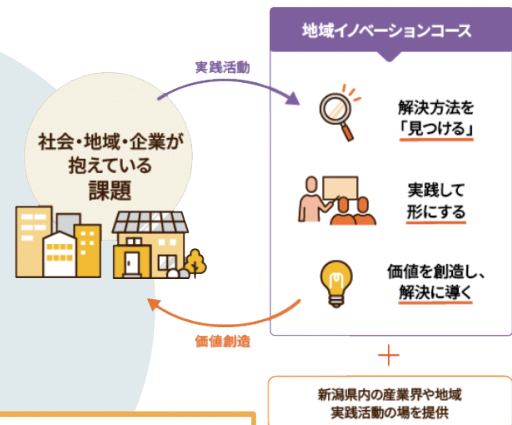 地域イノベーションコース
実践活動
社会・地域・企業が
抱えている
課題
解決方法を
「見つける」
実践して
形にする
価値を創造し、
解決に導く
価値創造
+
新潟県内の産業界や地域
実践活動の場を提供